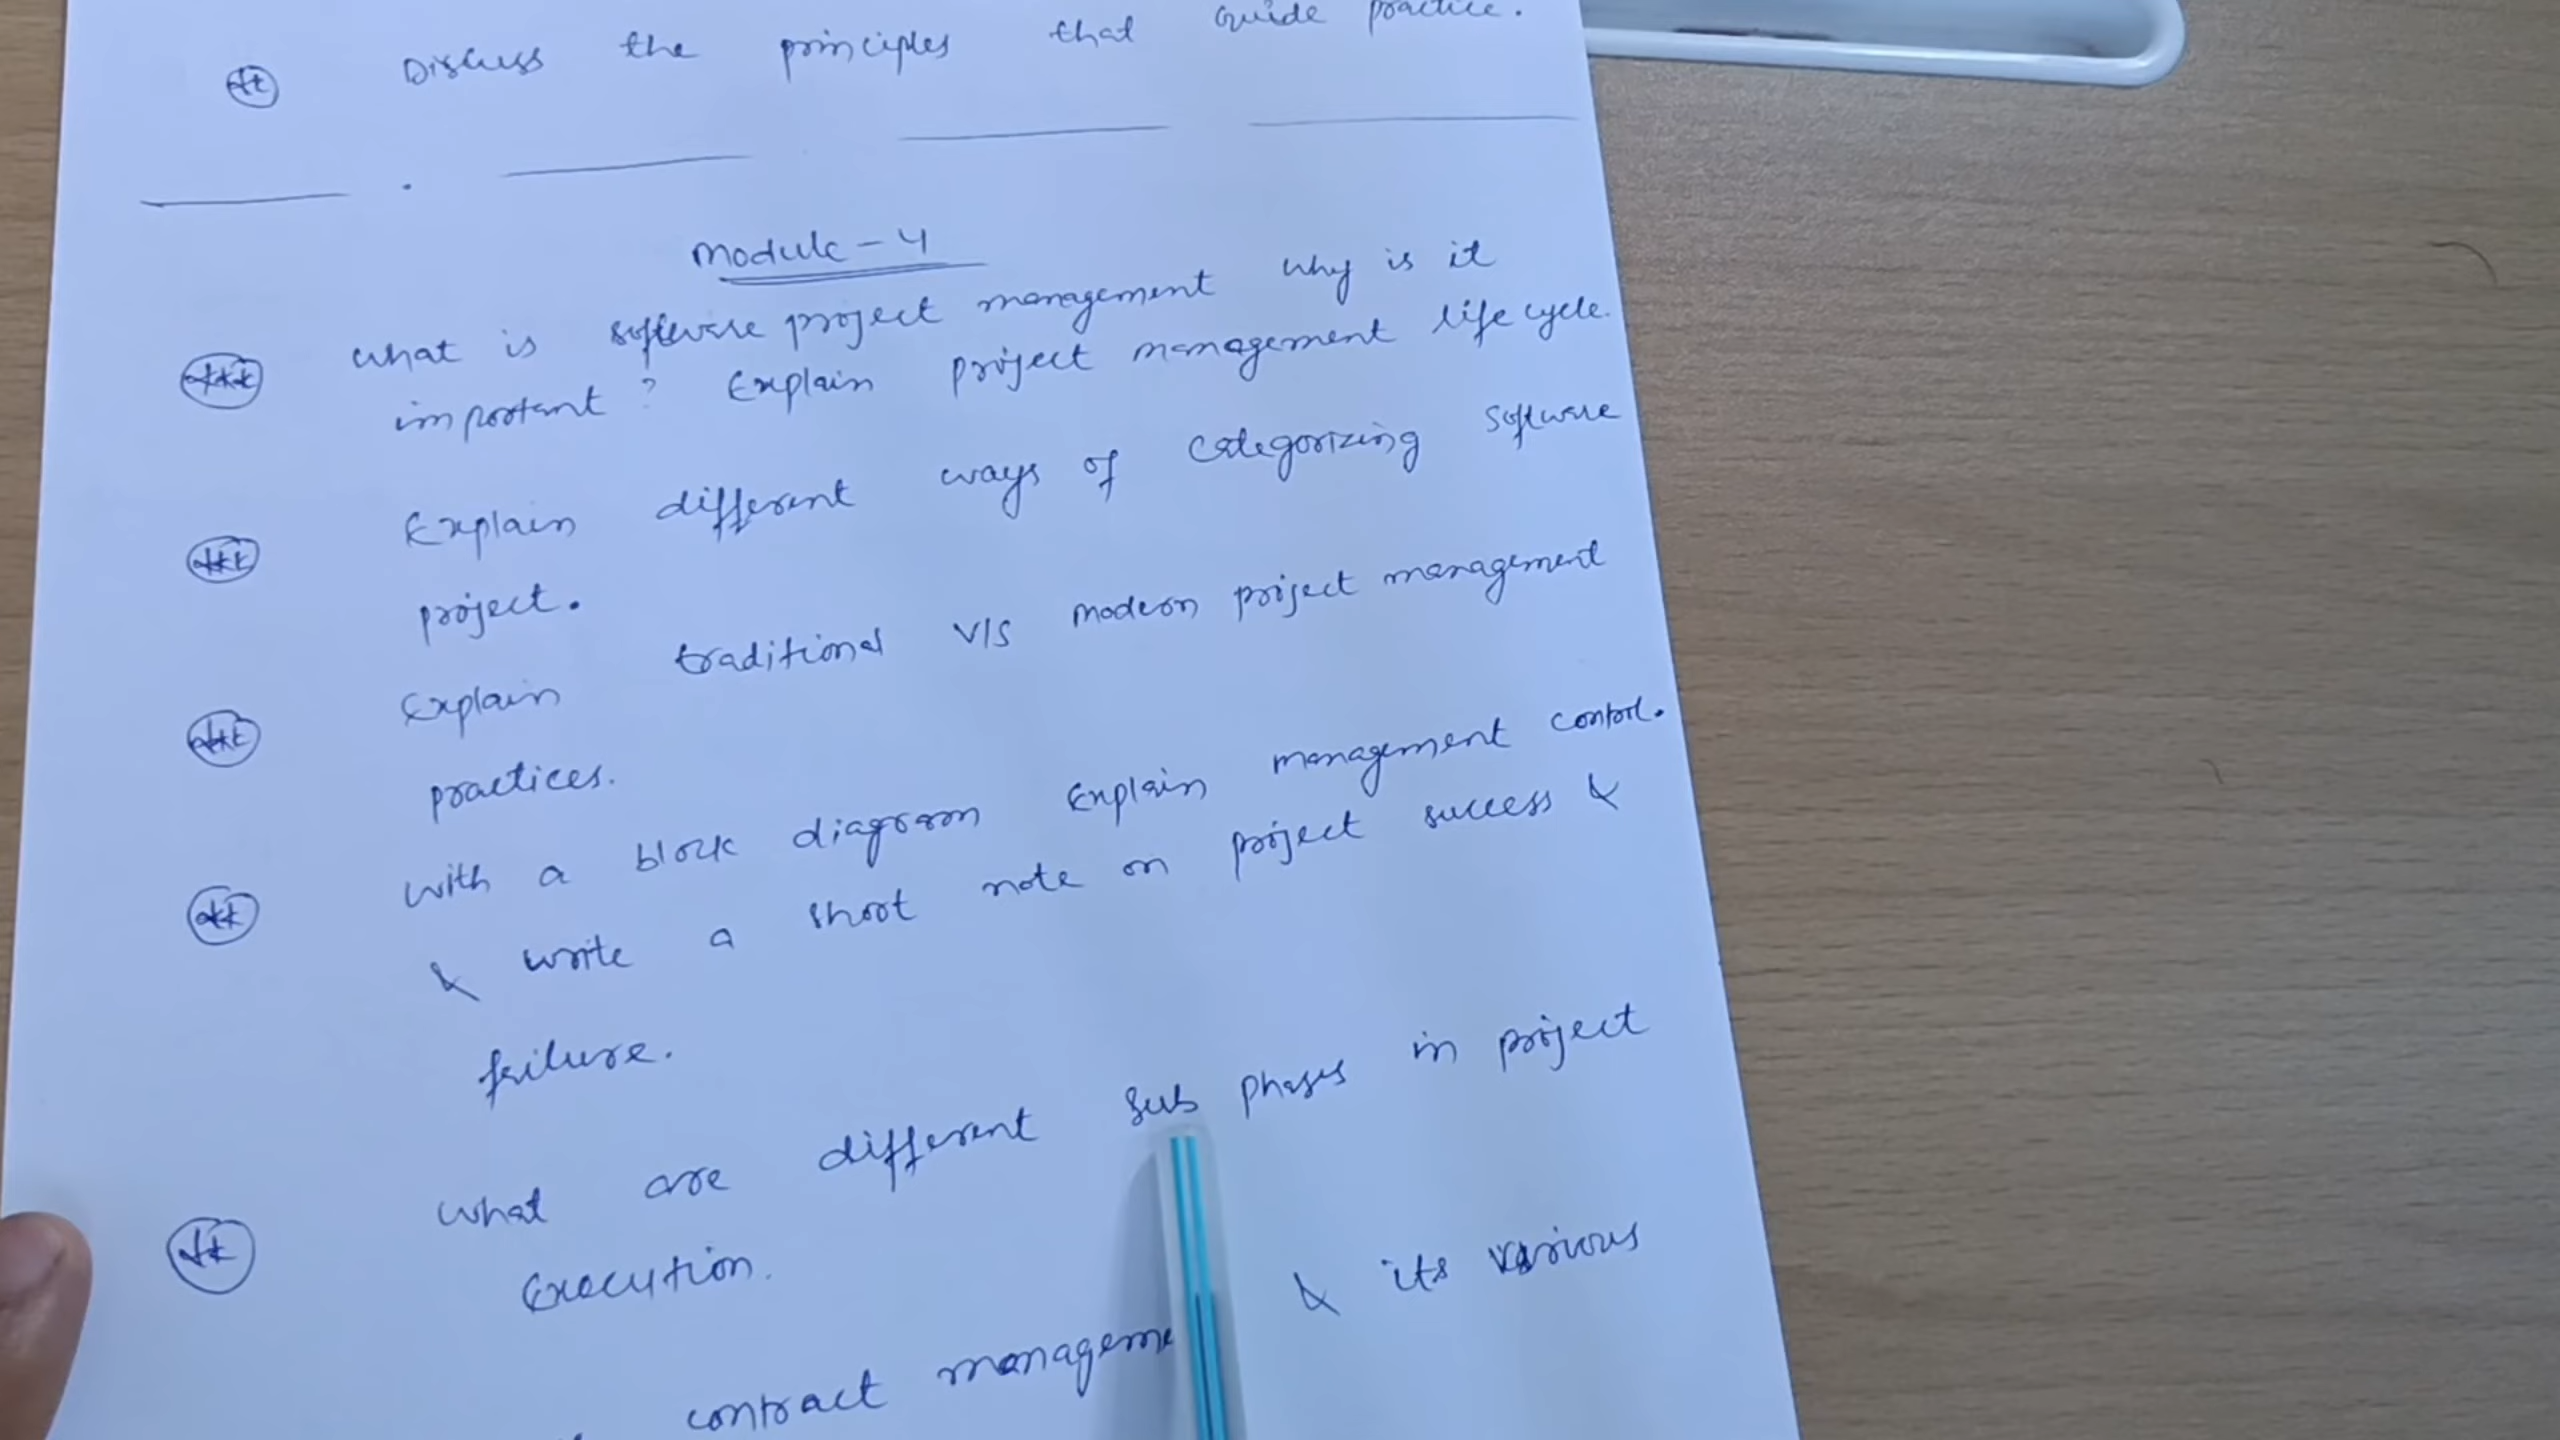 Discuss the principles that Guide practice.
Module - 4
what is software project management why is it
important ? Explain project management life cycle.
Explain different ways of categorizing software
project.
Explain traditional v/s modern project management
practices.
with a block diagram Explain management control.
& write a short note on project success &
failure.
what are different sub phases in project
Execution.
contract & its various